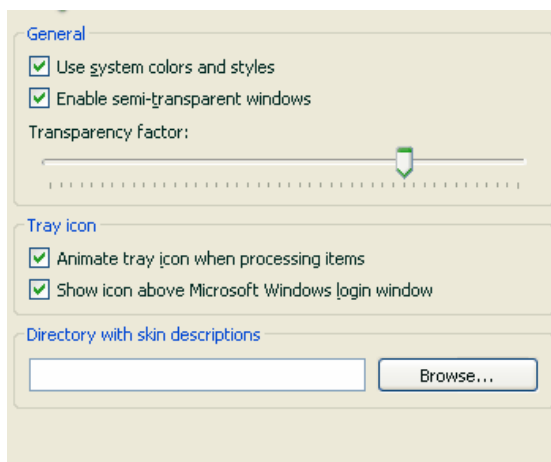 General
Use system colors and styles
Enable semi-transparent windows
Transparency factor:
Tray icon
Animate tray icon when processing items
Show icon above Microsoft Windows login window
Directory with skin descriptions
Browse...